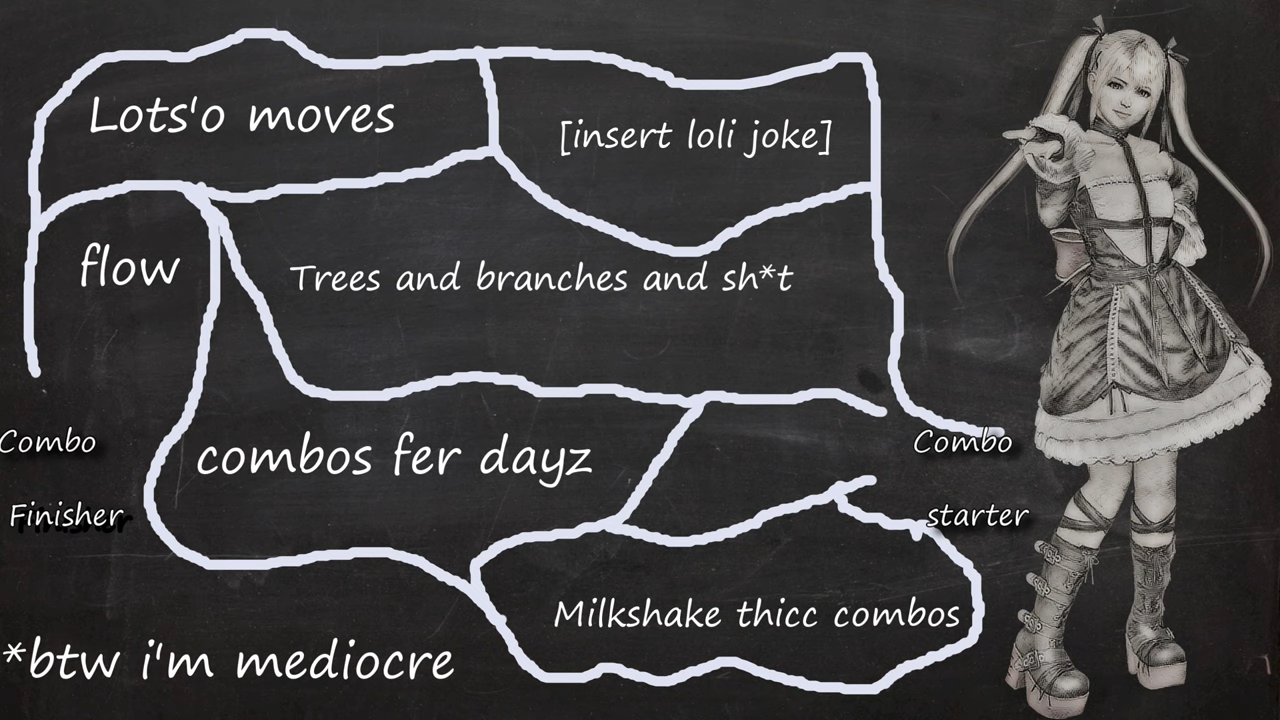 Lots'o moves
[insert loli joke]
flow
Trees and branches and sh*t
Combo
Finisher
combos fer dayz
Combo
starter
Milkshake thicc combos
*btw i'm mediocre